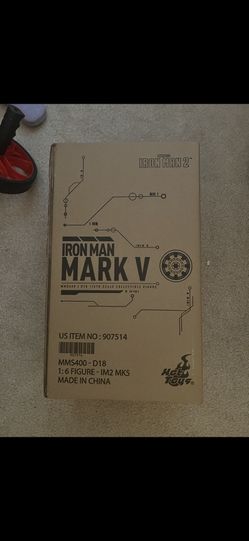 IRON MAN 2
IRON MAN
MARK V
US ITEM NO : 907514
MMS400 - D18
1: 6 FIGURE - IM2 MK5
MADE IN CHINA
Hot Toys